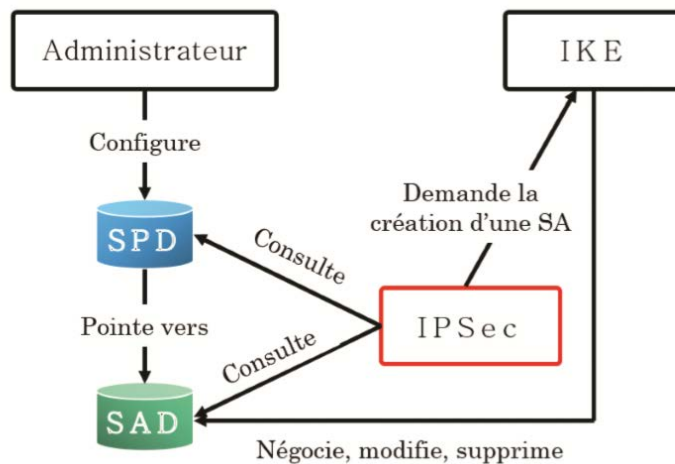 Administrateur
IKE
Configure
Demande la
création d'une SA
SPD
Consulte
Pointe vers
IPSec
Consulte
SAD
Négocie, modifie, supprime